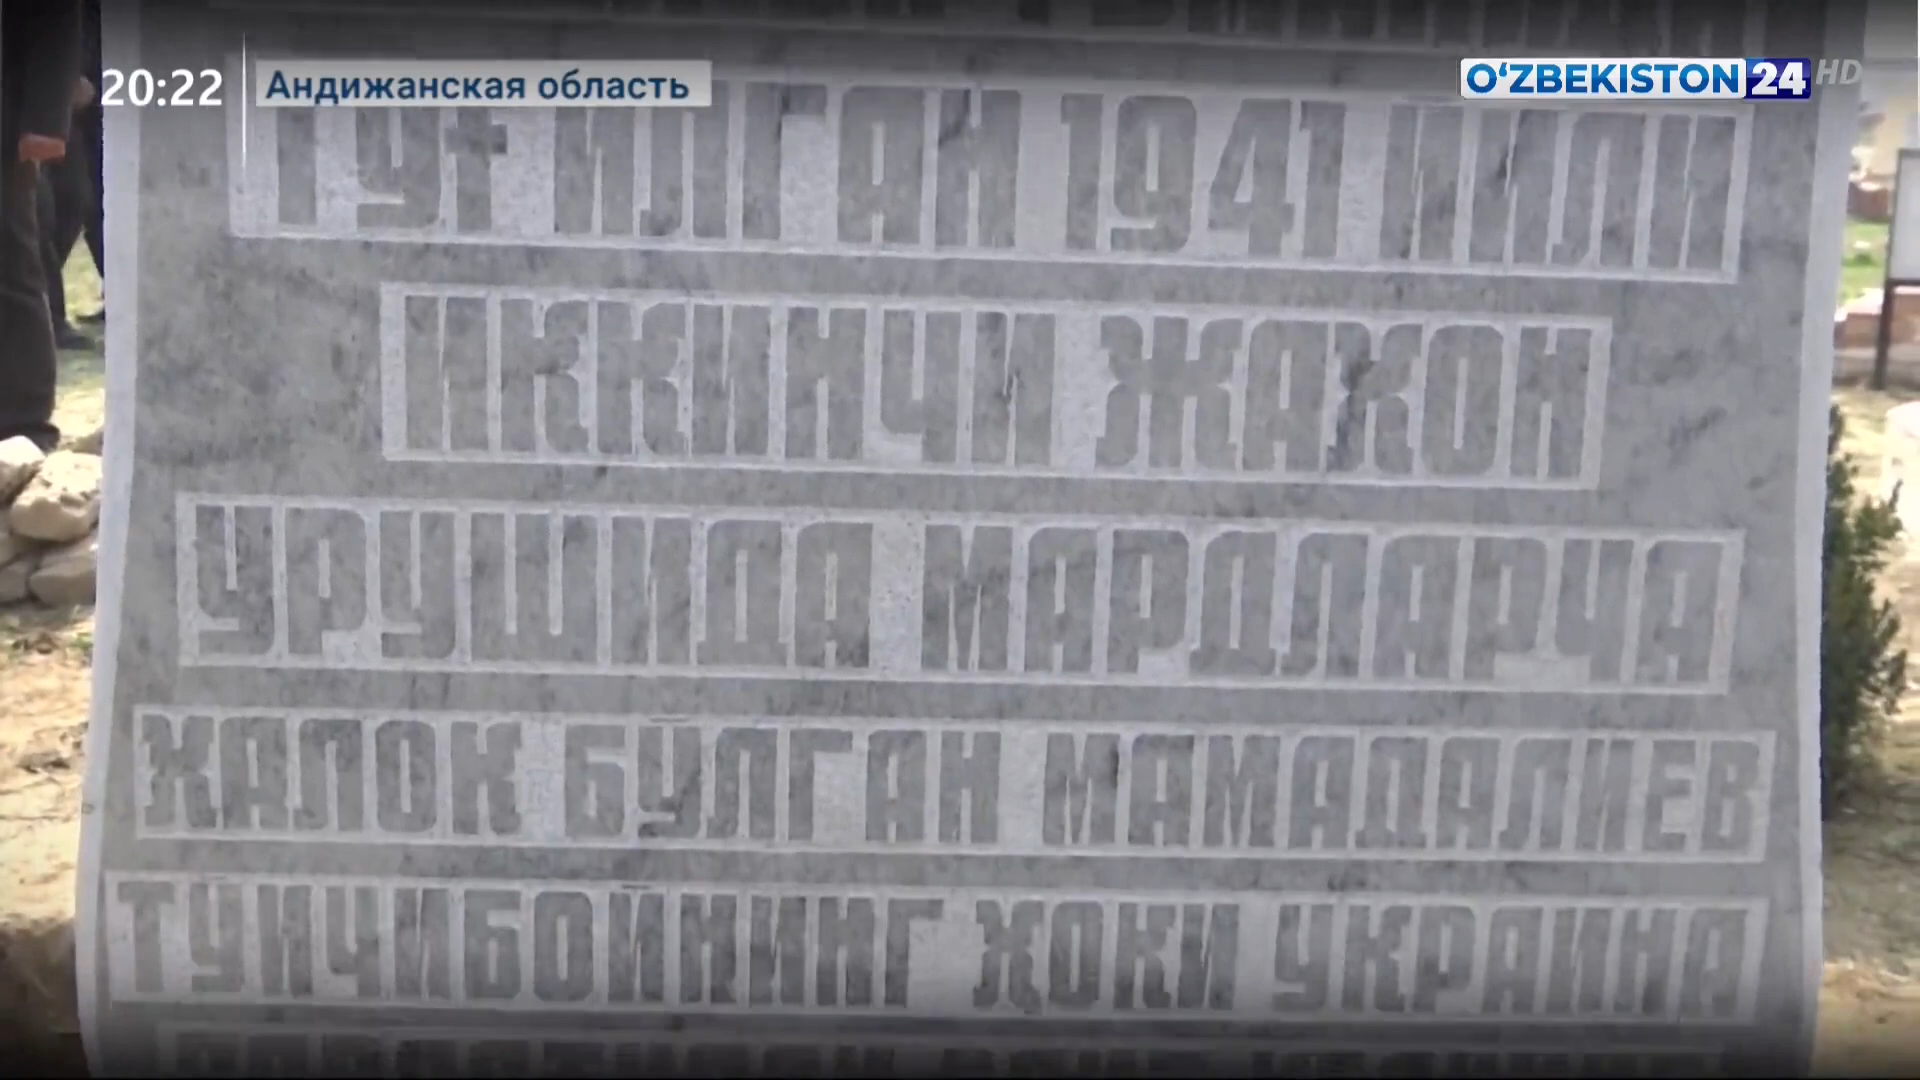 20:22
Андижанская область
O‘ZBEKISTON 24 HD
ТУҒИЛГАН 1941 ЙИЛИ
ИККИНЧИ ЖАҲОН
УРУШИДА МАРДЛАРЧА
ҲАЛОК БЎЛГАН МАМАДАЛИЕВ
ТУЙЧИБОЙНИНГ ҲОКИ УКРАИНА